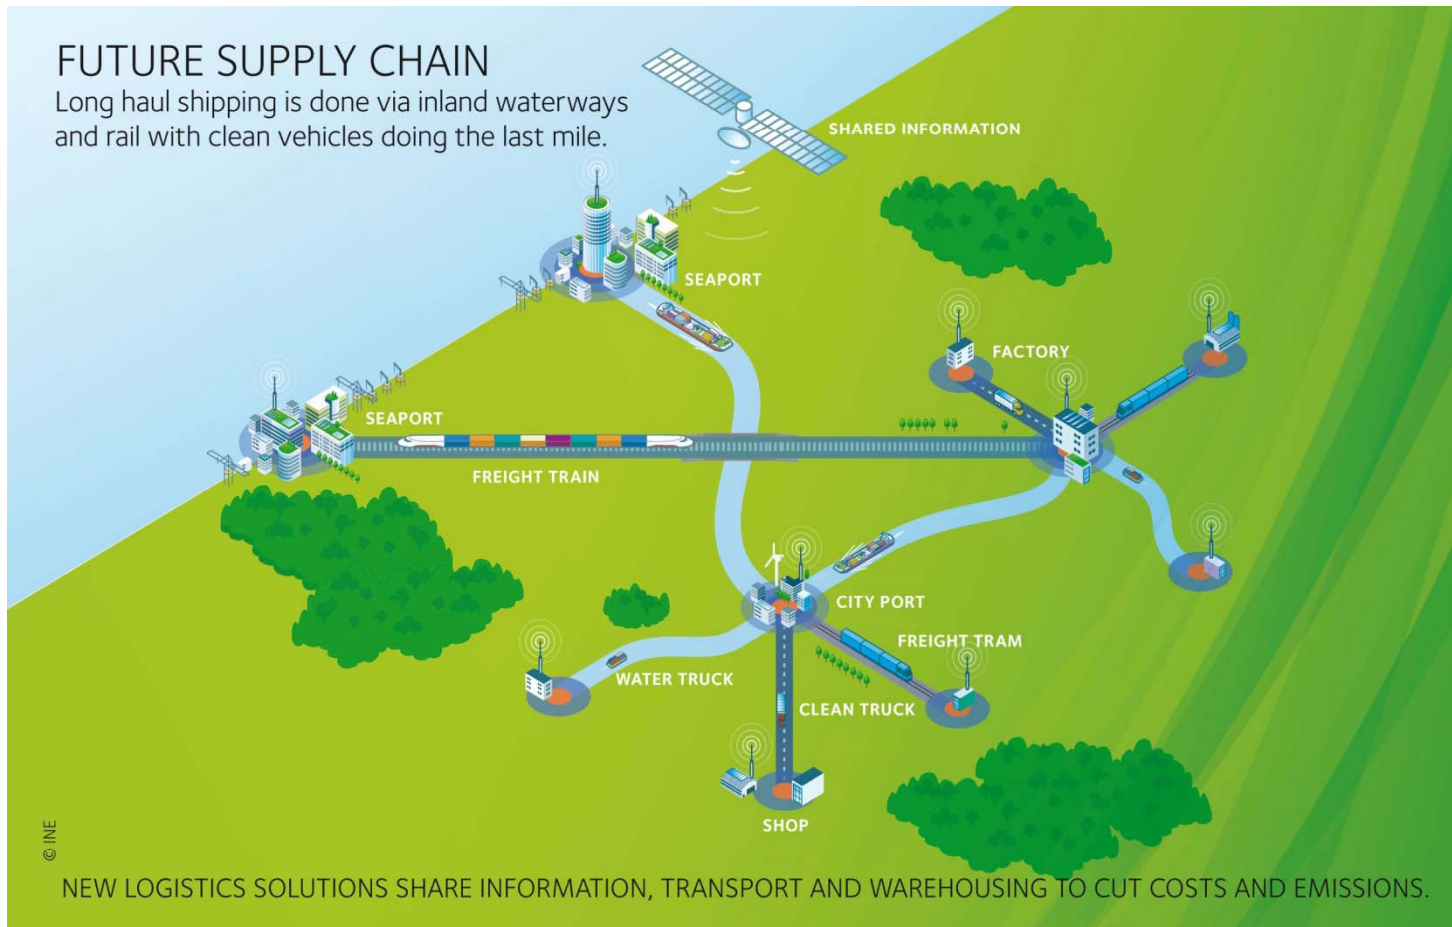 FUTURE SUPPLY CHAIN
Long haul shipping is done via inland waterways
and rail with clean vehicles doing the last mile.
SHARED INFORMATION
SEAPORT
FACTORY
SEAPORT
FREIGHT TRAIN
CITY PORT
FREIGHT TRAM
WATER TRUCK
CLEAN TRUCK
SHOP
© INE
NEW LOGISTICS SOLUTIONS SHARE INFORMATION, TRANSPORT AND WAREHOUSING TO CUT COSTS AND EMISSIONS.